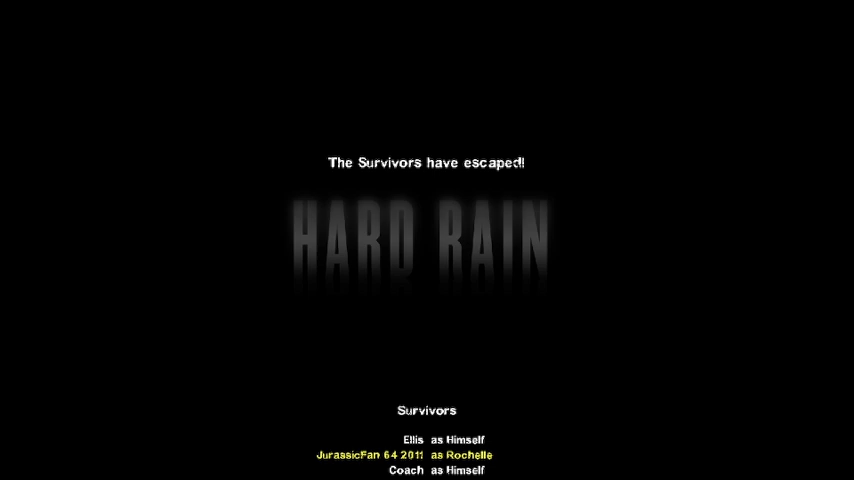 The Survivors have escaped!
HARD RAIN
Survivors
Ellis as Himself
JurassicFan 64 2011 as Rochelle
Coach as Himself